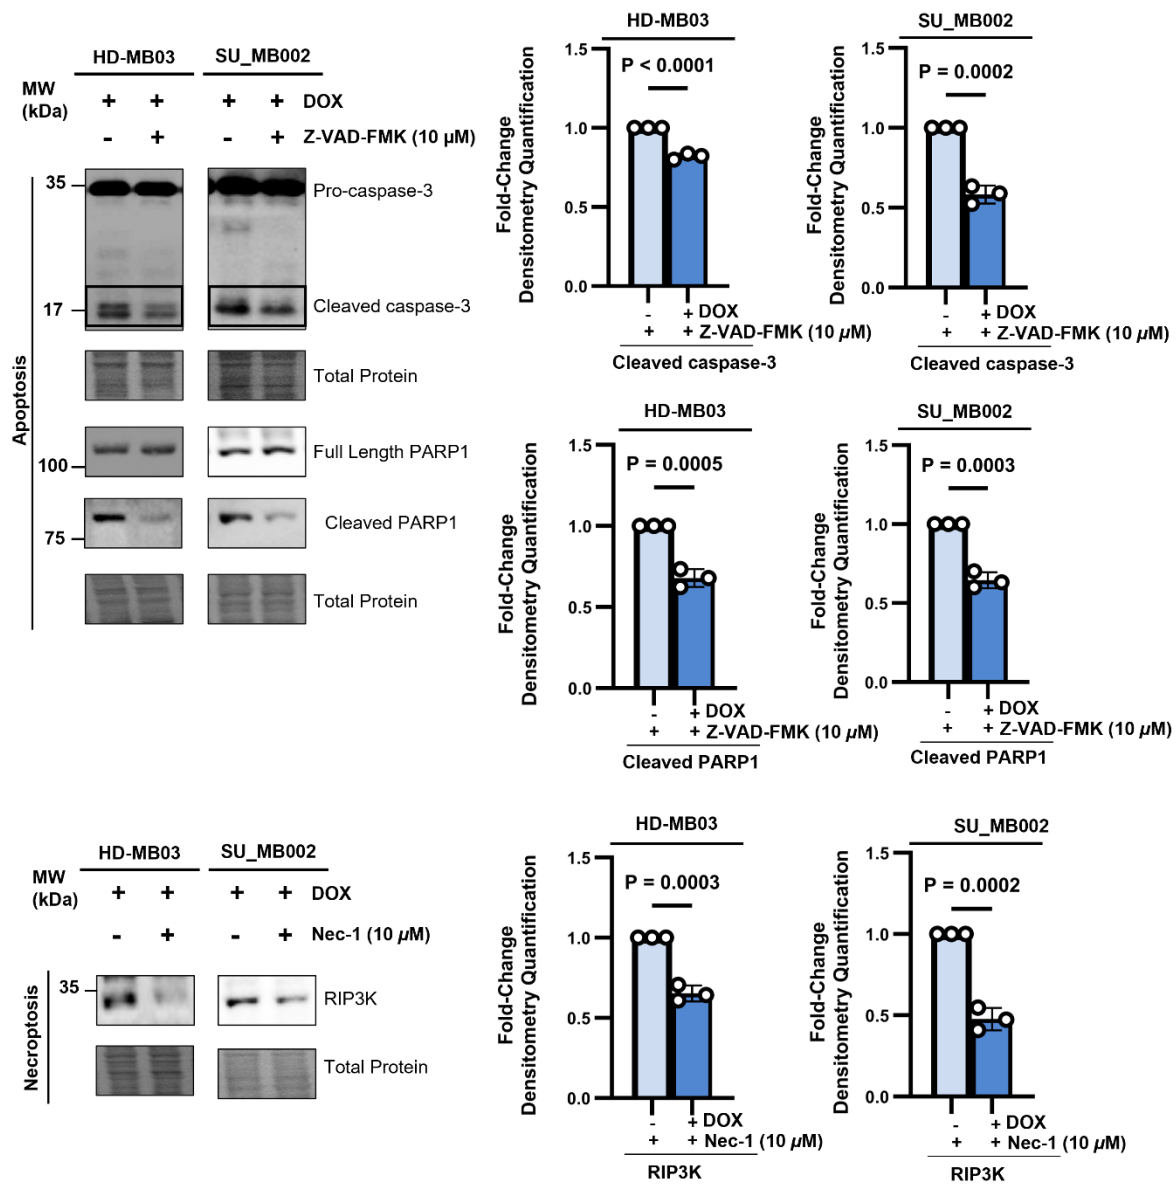 HD-MB03 SU_MB002
MW
(kDa)
+ + + + DOX
- + - + Z-VAD-FMK (10 µM)
Apoptosis
35 Pro-caspase-3
17 Cleaved caspase-3
Total Protein
Full Length PARP1
100
Cleaved PARP1
75
Total Protein
HD-MB03
Fold-Change
Densitometry Quantification
1.5
1.0
0.5
0.0
P < 0.0001
- + DOX
+ + Z-VAD-FMK (10 µM)
Cleaved caspase-3
SU_MB002
Fold-Change
Densitometry Quantification
1.5
1.0
0.5
0.0
P = 0.0002
- + DOX
+ + Z-VAD-FMK (10 µM)
Cleaved caspase-3
HD-MB03
Fold-Change
Densitometry Quantification
1.5
1.0
0.5
0.0
P = 0.0005
- + DOX
+ + Z-VAD-FMK (10 µM)
Cleaved PARP1
SU_MB002
Fold-Change
Densitometry Quantification
1.5
1.0
0.5
0.0
P = 0.0003
- + DOX
+ + Z-VAD-FMK (10 µM)
Cleaved PARP1
HD-MB03 SU_MB002
MW
(kDa)
+ + + + DOX
- + - + Nec-1 (10 µM)
Necroptosis
35
RIP3K
Total Protein
HD-MB03
Fold-Change
Densitometry Quantification
1.5
1.0
0.5
0.0
P = 0.0003
- + DOX
+ + Nec-1 (10 µM)
RIP3K
SU_MB002
Fold-Change
Densitometry Quantification
1.5
1.0
0.5
0.0
P = 0.0002
- + DOX
+ + Nec-1 (10 µM)
RIP3K